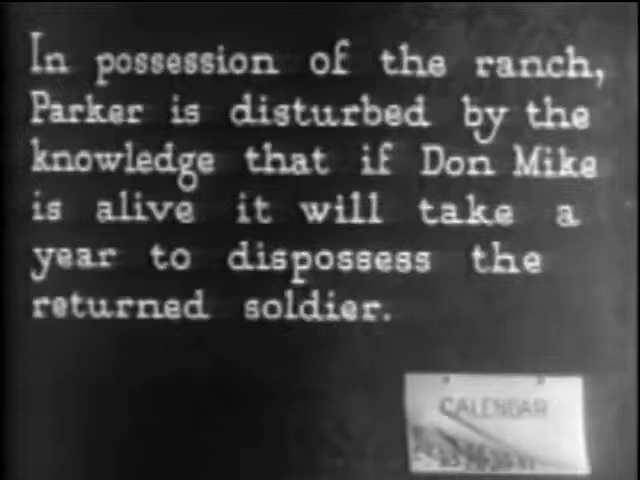 In possession of the ranch,
Parker is disturbed by the
knowledge that if Don Mike
is alive it will take a
year to dispossess the
returned soldier.
CALENDAR